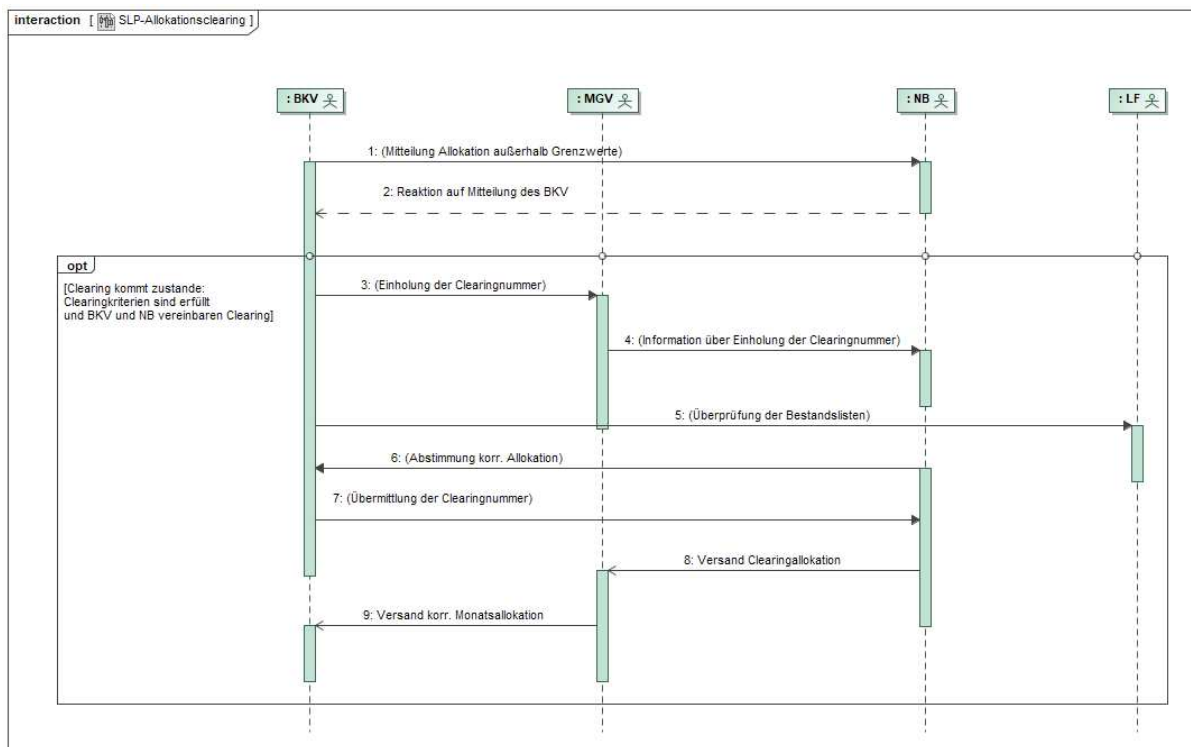 interaction [ SLP-Allokationsclearing ]
: BKV
: MGV
: NB
: LF
1: (Mitteilung Allokation außerhalb Grenzwerte)
2: Reaktion auf Mitteilung des BKV
opt
[Clearing kommt zustande:
Clearingkriterien sind erfüllt
und BKV und NB vereinbaren Clearing]
3: (Einholung der Clearingnummer)
4: (Information über Einholung der Clearingnummer)
5: (Überprüfung der Bestandslisten)
6: (Abstimmung korr. Allokation)
7: (Übermittlung der Clearingnummer)
8: Versand Clearingallokation
9: Versand korr. Monatsallokation